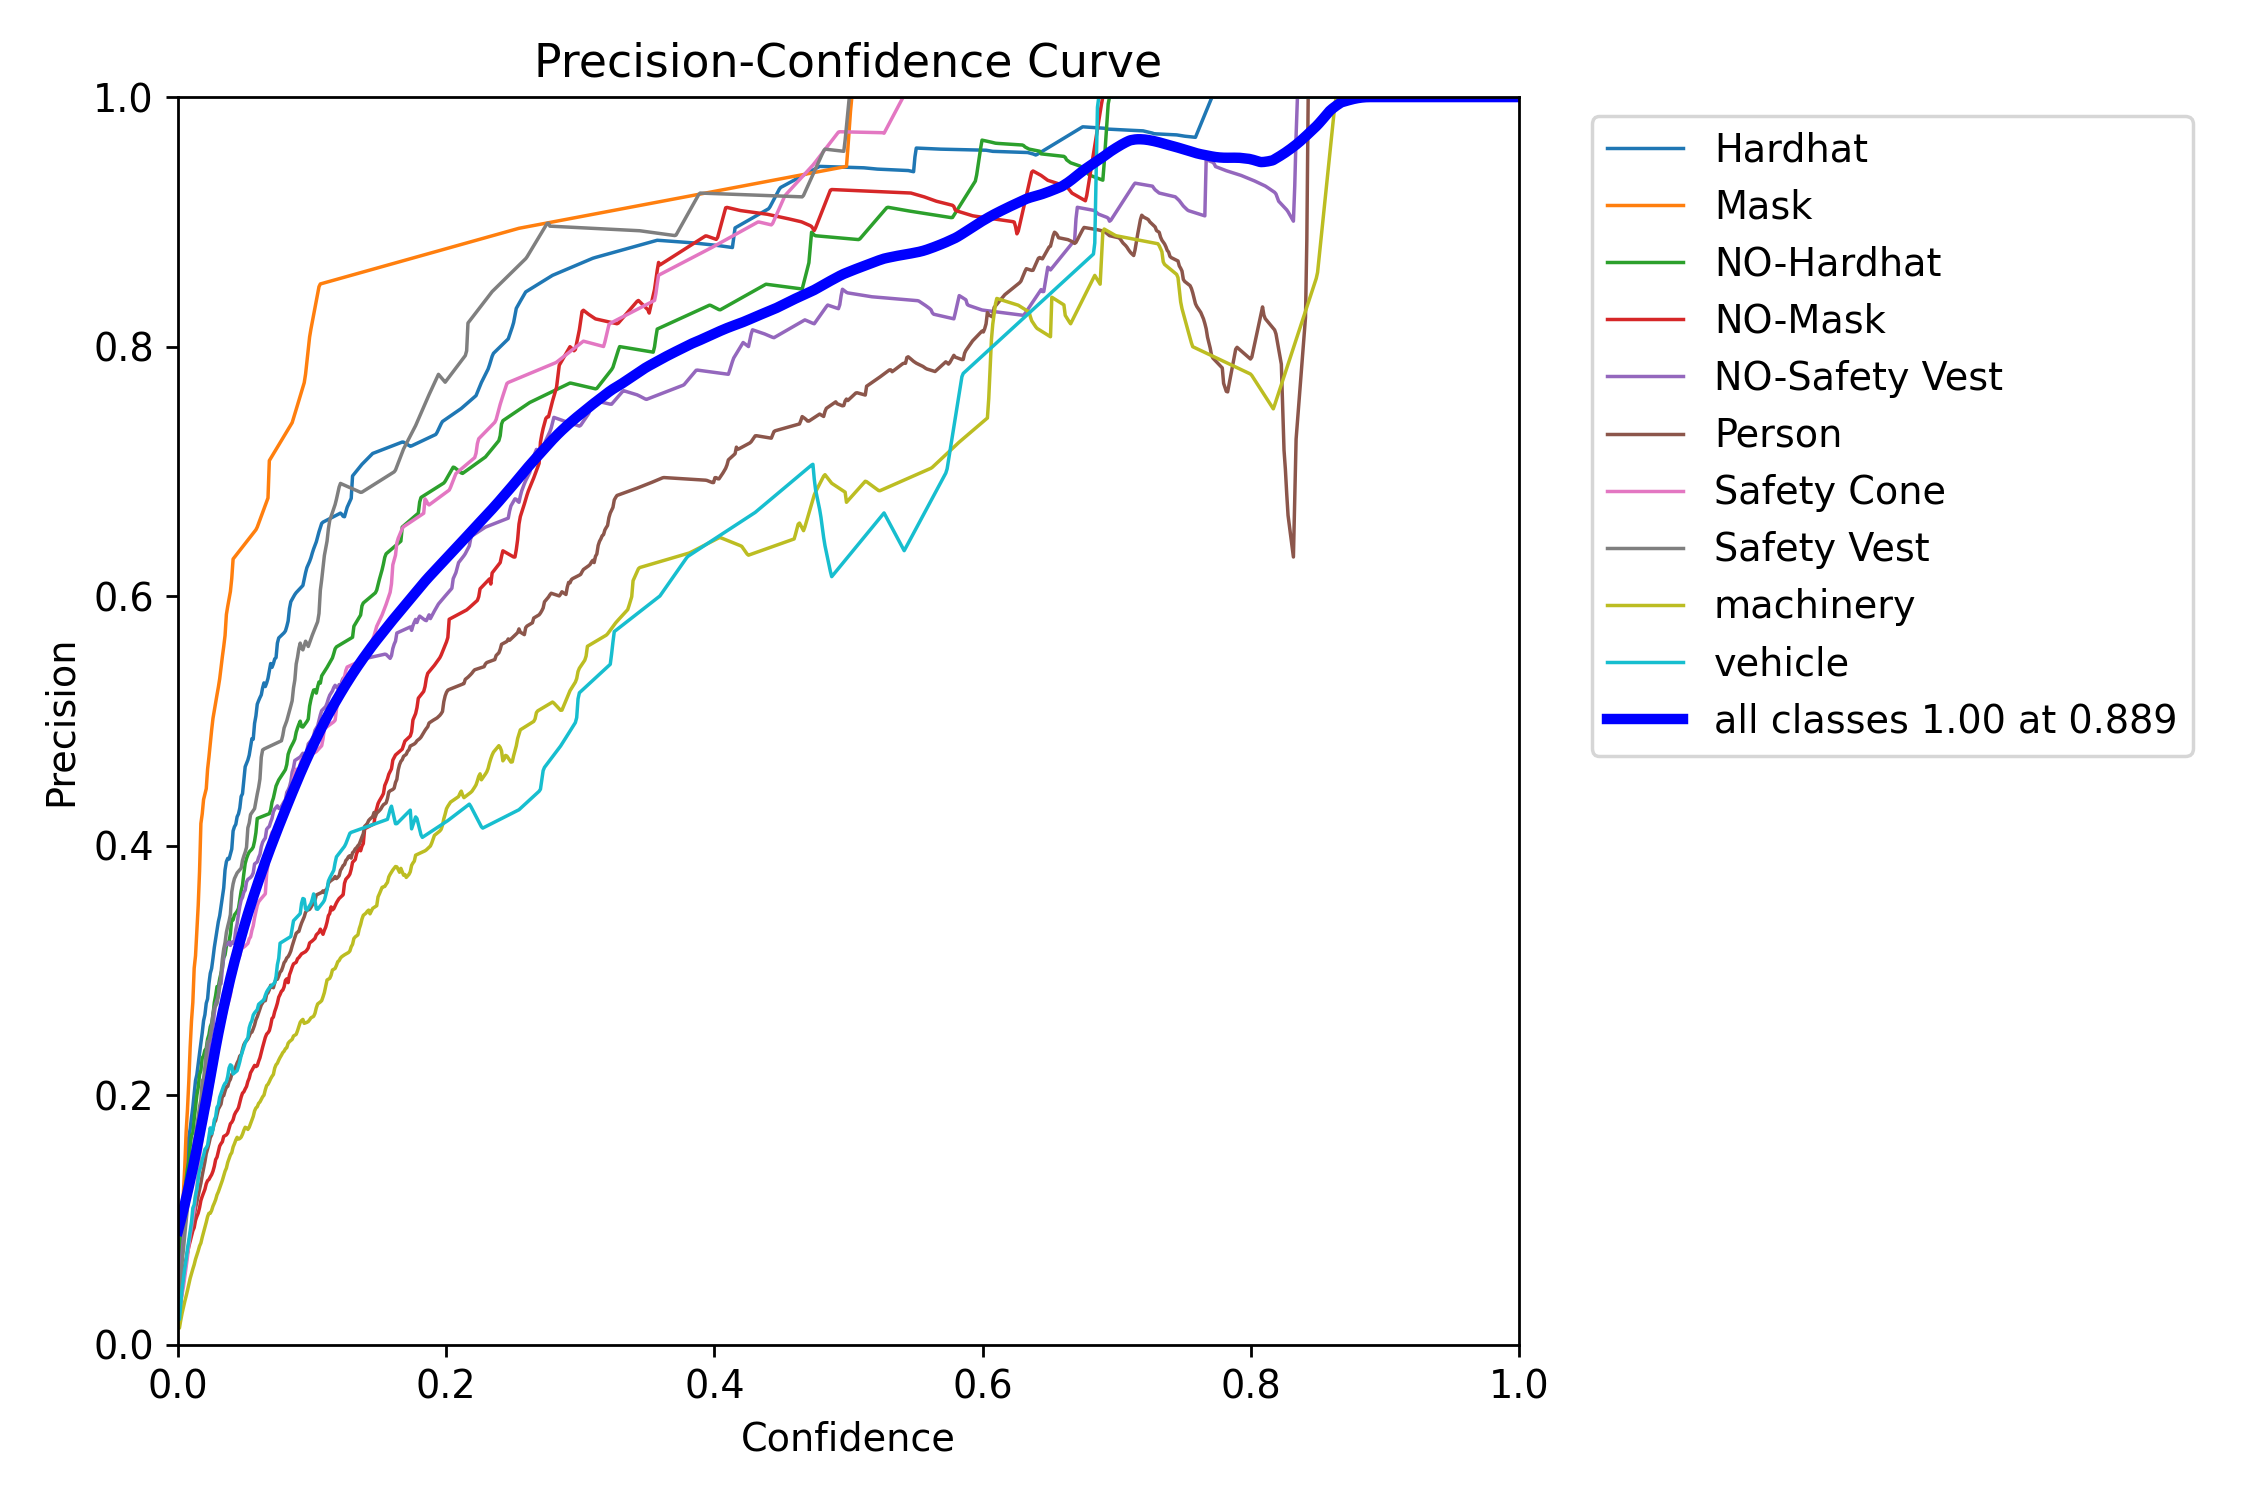 Precision-Confidence Curve
1.0
0.8
0.6
0.4
0.2
0.0
Precision
0.0 0.2 0.4 0.6 0.8 1.0
Confidence
Hardhat
Mask
NO-Hardhat
NO-Mask
NO-Safety Vest
Person
Safety Cone
Safety Vest
machinery
vehicle
all classes 1.00 at 0.889